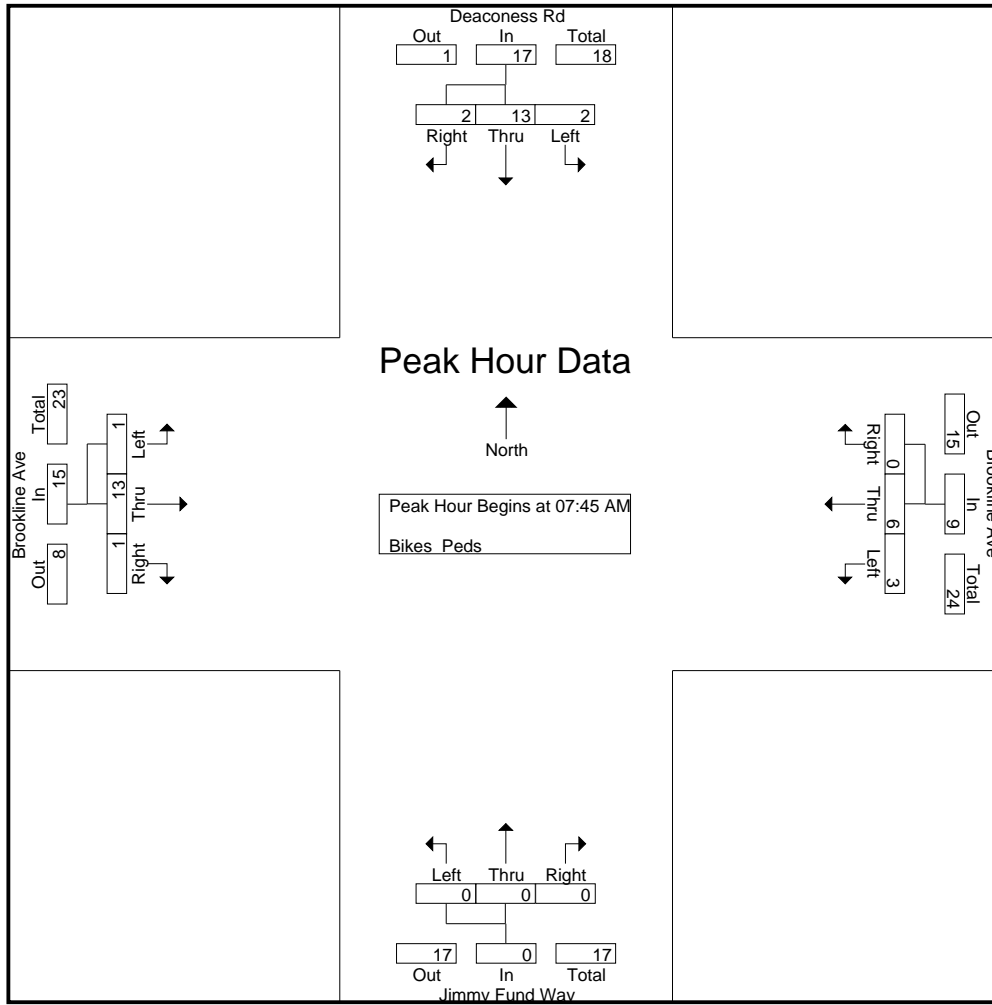 Deaconess Rd
Out In Total
1 17 18
2 13 2
Right Thru Left
Peak Hour Data
North
Peak Hour Begins at 07:45 AM
Bikes Peds
Brookline Ave
Total In Out
23 15 8
1 13 1
Left Thru Right
Brookline Ave
Out In Total
15 9 24
0 6 3
Right Thru Left
Left Thru Right
0 0 0
17 0 17
Out In Total
Jimmy Fund Way